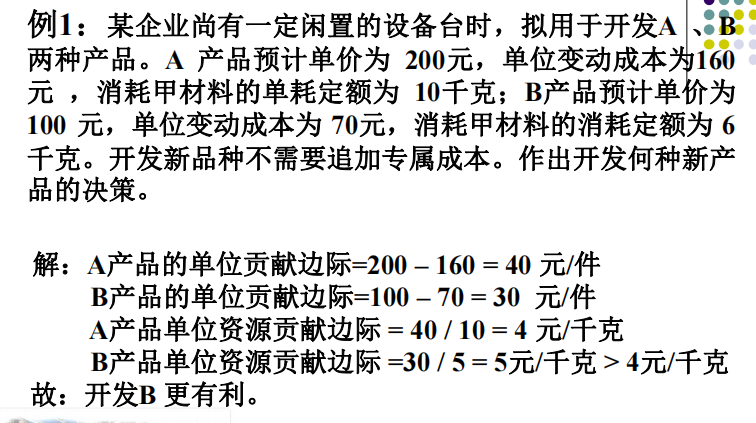 例1：某企业尚有一定闲置的设备台时，拟用于开发A 、B
两种产品。A 产品预计单价为 200元，单位变动成本为160
元 ，消耗甲材料的单耗定额为 10千克；B产品预计单价为
100 元，单位变动成本为 70元，消耗甲材料的消耗定额为 6
千克。开发新品种不需要追加专属成本。作出开发何种新产
品的决策。
解：A产品的单位贡献边际=200 – 160 = 40 元/件
B产品的单位贡献边际=100 – 70 = 30 元/件
A产品单位资源贡献边际 = 40 / 10 = 4 元/千克
B产品单位资源贡献边际 =30 / 5 = 5元/千克 > 4元/千克
故：开发B 更有利。